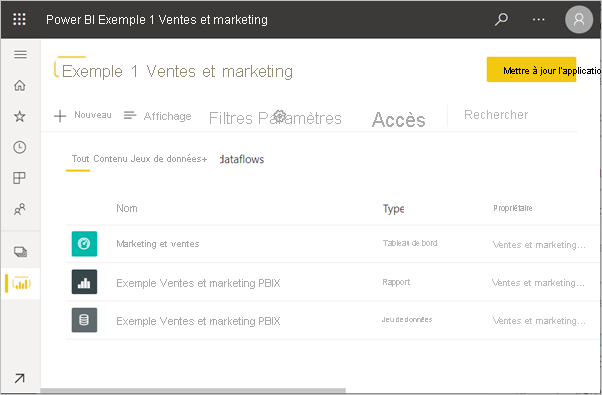 Power BI Exemple 1 Ventes et marketing
Exemple 1 Ventes et marketing
Mettre à jour l'application
Nouveau Affichage Filtres Paramètres Accès Rechercher
Tout Contenu Jeux de données+ dataflows
Nom Type Propriétaire
Marketing et ventes Tableau de bord Ventes et marketing...
Exemple Ventes et marketing PBIX Rapport Ventes et marketing...
Exemple Ventes et marketing PBIX Jeu de données Ventes et marketing...